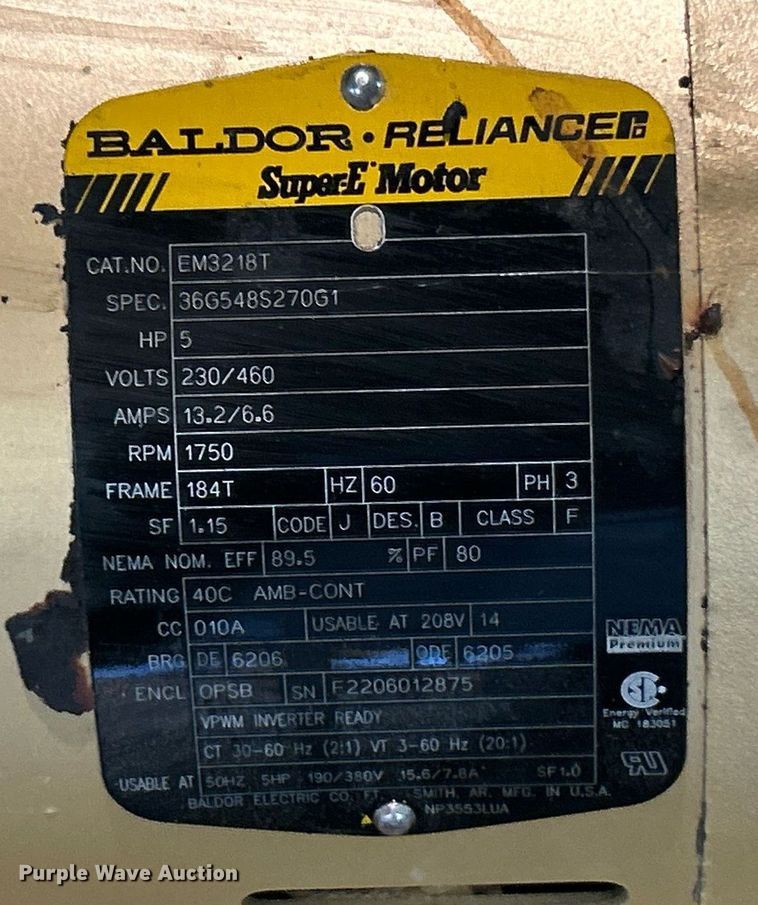 BALDOR • RELIANCE
Super-E Motor
CAT.NO. EM3218T
SPEC. 36G548S270G1
HP 5
VOLTS 230/460
AMPS 13.2/6.6
RPM 1750
FRAME 184T HZ 60 PH 3
SF 1.15 CODE J DES. B CLASS F
NEMA NOM. EFF 89.5 % PF 80
RATING 40C AMB-CONT
CC 010A USABLE AT 208V 14
BRG DE 6206 ODE 6205
ENCL OPSB SN F2206012875
VPWM INVERTER READY
CT 30-60 Hz (2:1) VT 3-60 Hz (20:1)
USABLE AT 50HZ 5HP 190/380V 15.6/7.8A SF1.0
BALDOR ELECTRIC CO. FT. SMITH, AR. MFG. IN U.S.A.
NP3553LUA
NEMA
Premium
Energy Verified
MC 183051
Purple Wave Auction